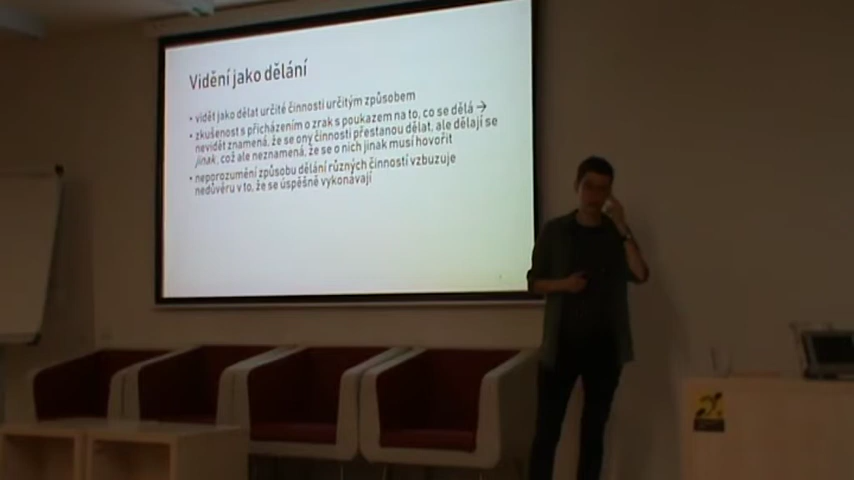 Vidění jako dělání
• vidět jako dělat určité činnosti určitým způsobem
• zkušenost s přicházením o zrak s poukazem na to, co se dělá →
nevidět znamená, že se ony činnosti přestanou dělat, ale dělají se
jinak, což ale neznamená, že se o nich jinak musí hovořit
• neporozumění způsobu dělání různých činností vzbuzuje
nedůvěru v to, že se úspěšně vykonávají